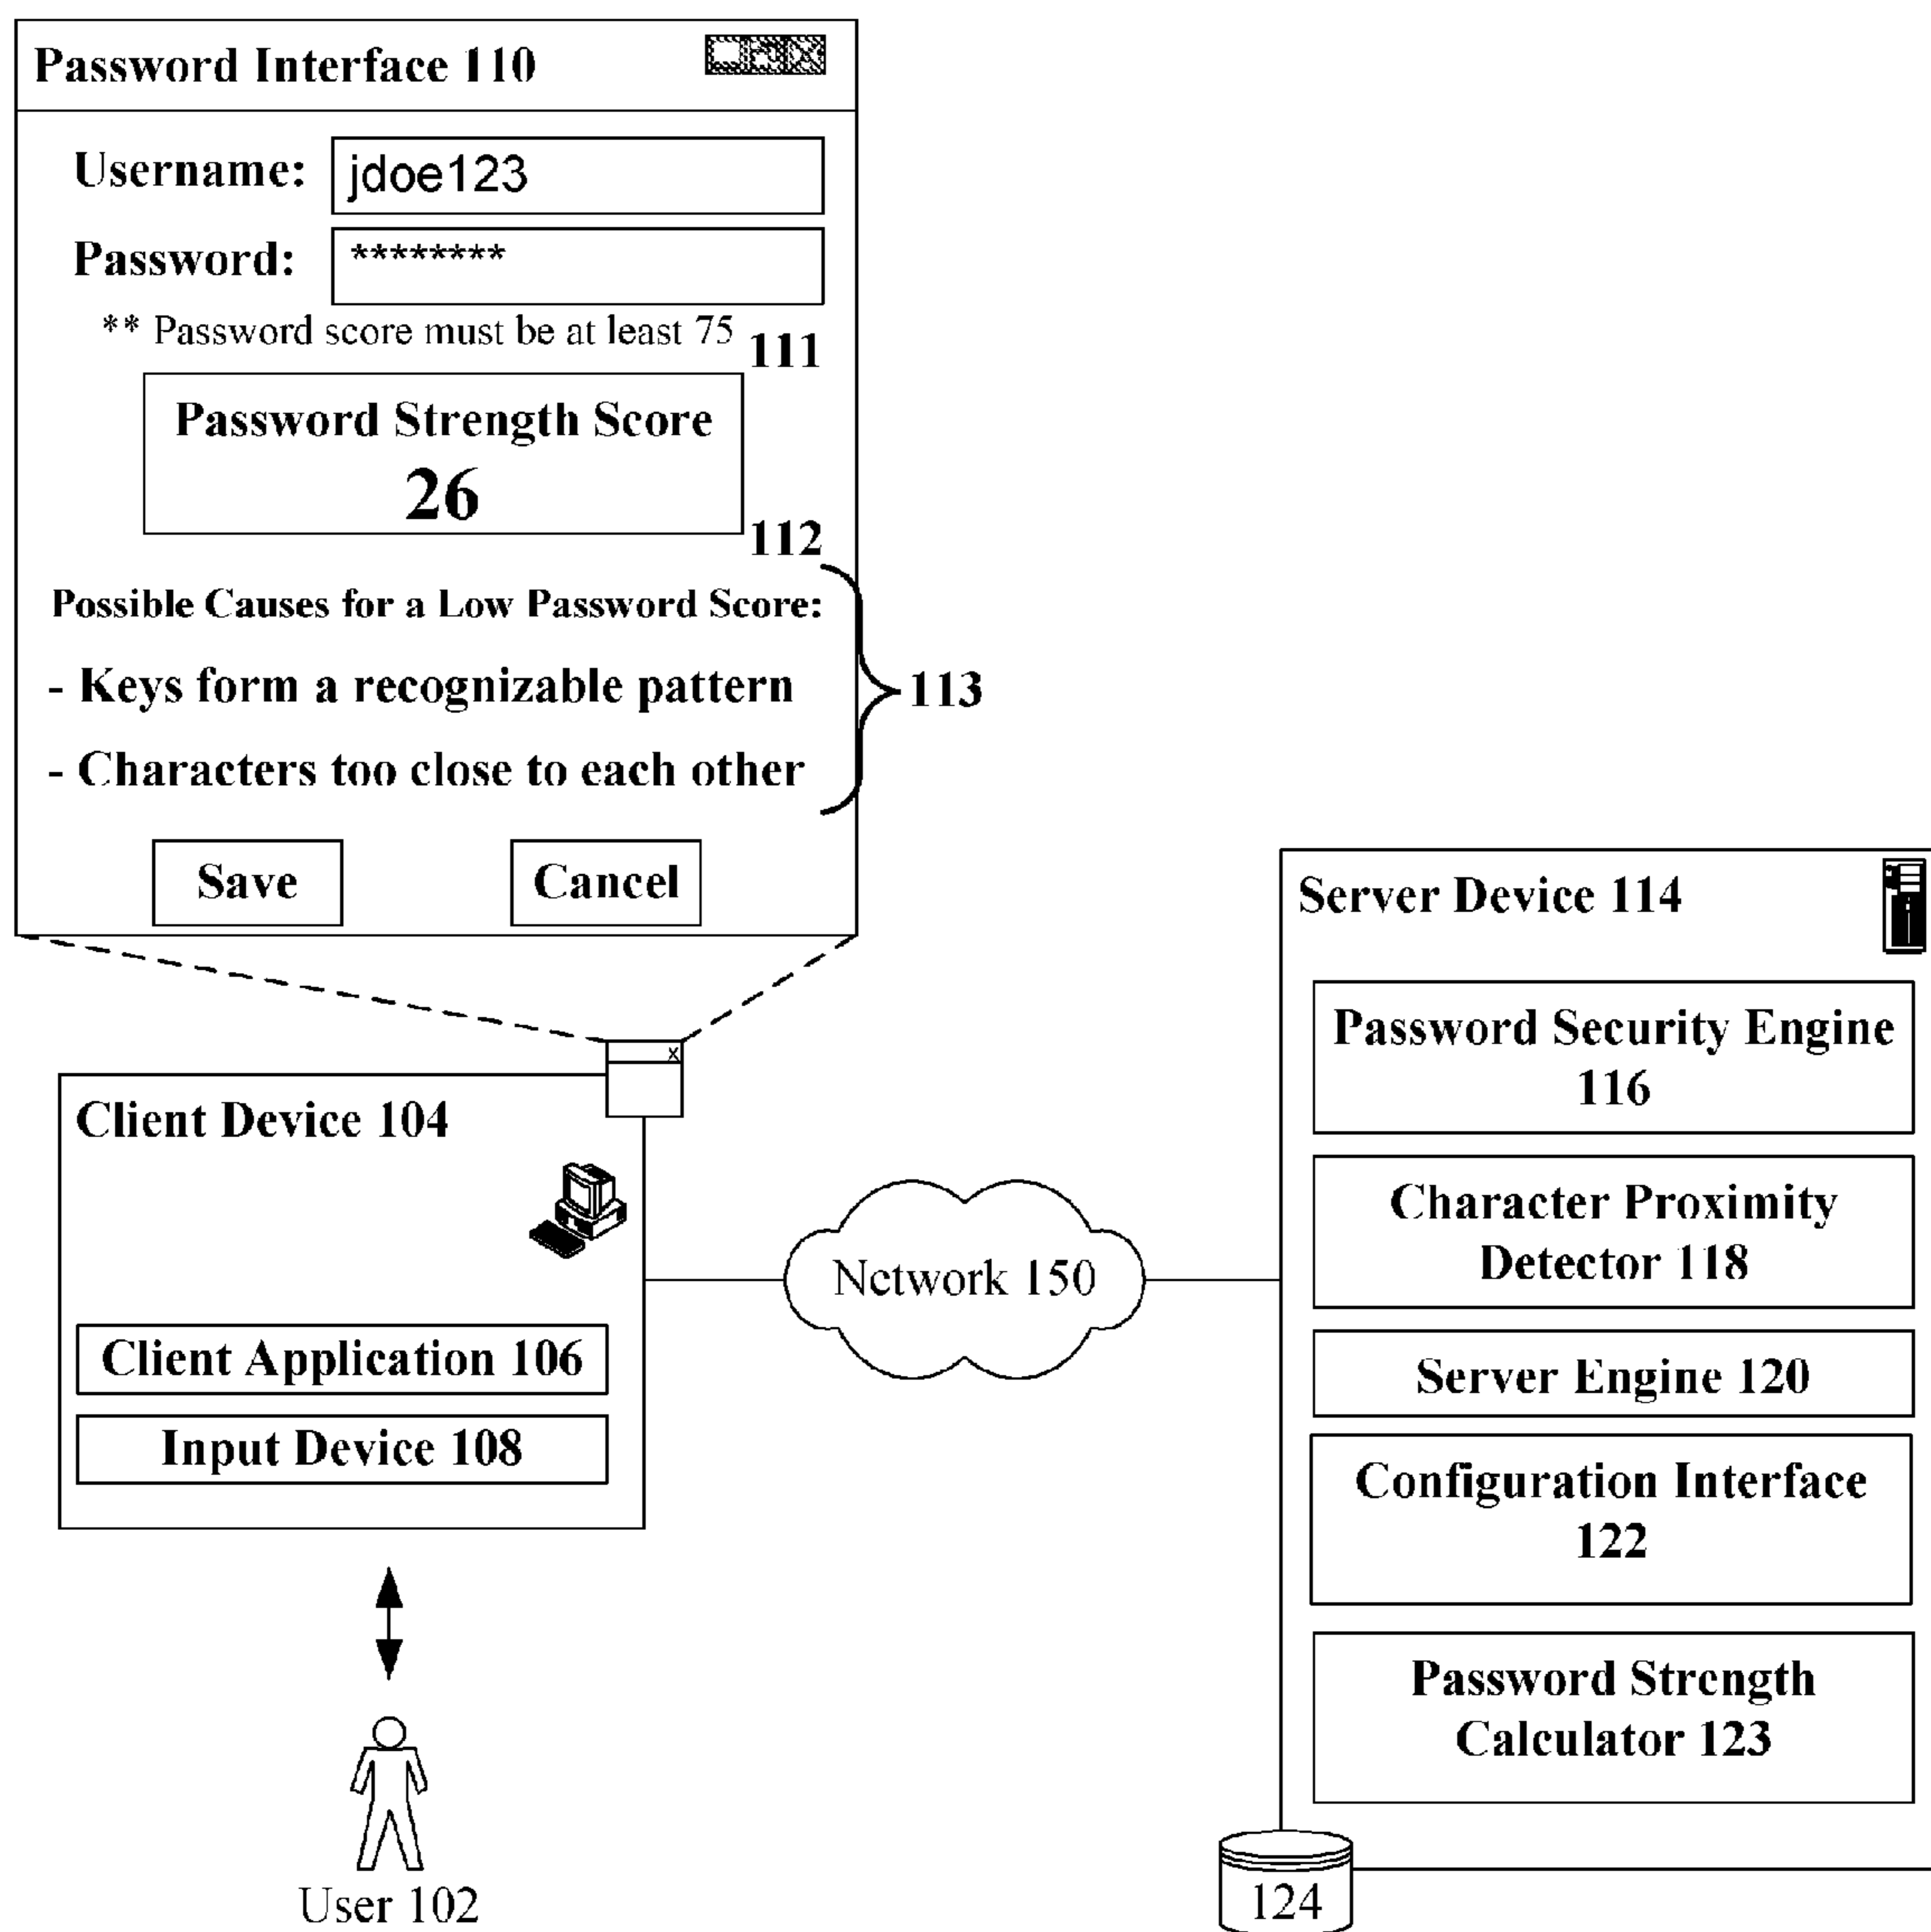 Password Interface 110
Username: jdoe123
Password: ********
** Password score must be at least 75
111
Password Strength Score
26
112
Possible Causes for a Low Password Score:
- Keys form a recognizable pattern
- Characters too close to each other
113
Save
Cancel
Client Device 104
x
Client Application 106
Input Device 108
User 102
Network 150
Server Device 114
Password Security Engine
116
Character Proximity
Detector 118
Server Engine 120
Configuration Interface
122
Password Strength
Calculator 123
124